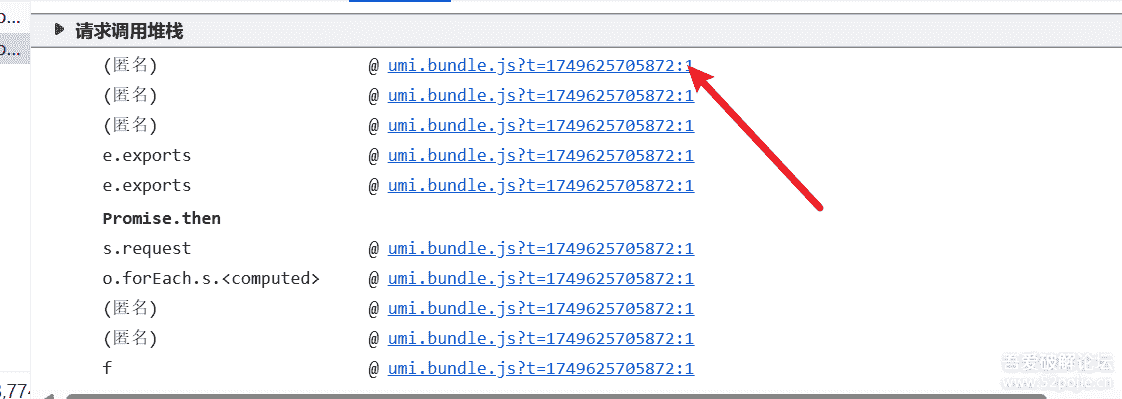 请求调用堆栈
(匿名) @ umi.bundle.js?t=1749625705872:1
(匿名) @ umi.bundle.js?t=1749625705872:1
(匿名) @ umi.bundle.js?t=1749625705872:1
e.exports @ umi.bundle.js?t=1749625705872:1
e.exports @ umi.bundle.js?t=1749625705872:1
Promise.then
s.request @ umi.bundle.js?t=1749625705872:1
o.forEach.s.<computed> @ umi.bundle.js?t=1749625705872:1
(匿名) @ umi.bundle.js?t=1749625705872:1
(匿名) @ umi.bundle.js?t=1749625705872:1
f @ umi.bundle.js?t=1749625705872:1
吾爱破解论坛
www.52pojie.cn